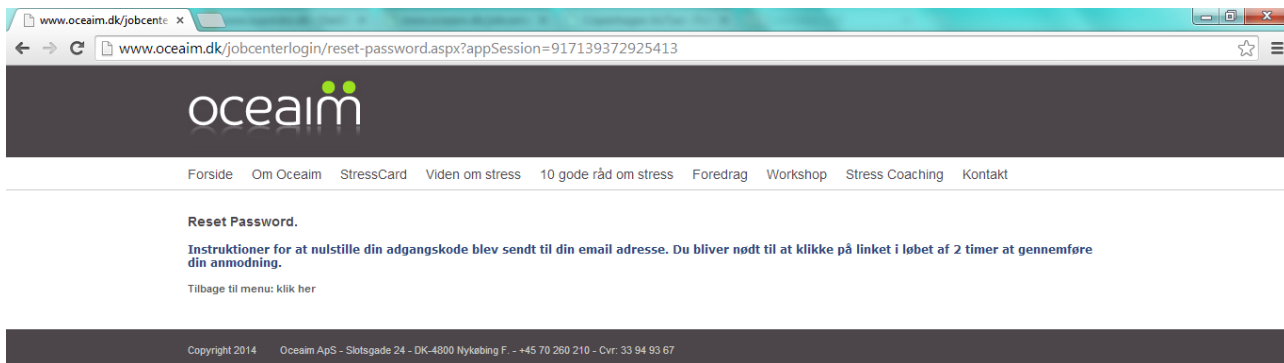 www.oceaim.dk/jobcente
www.oceaim.dk/jobcenterlogin/reset-password.aspx?appSession=917139372925413
oceaim
Forside Om Oceaim StressCard Viden om stress 10 gode råd om stress Foredrag Workshop Stress Coaching Kontakt
Reset Password.
Instruktioner for at nulstille din adgangskode blev sendt til din email adresse. Du bliver nødt til at klikke på linket i løbet af 2 timer at gennemføre
din anmodning.
Tilbage til menu: klik her
Copyright 2014 Oceaim ApS - Slotsgade 24 - DK-4800 Nykøbing F. - +45 70 260 210 - Cvr: 33 94 93 67